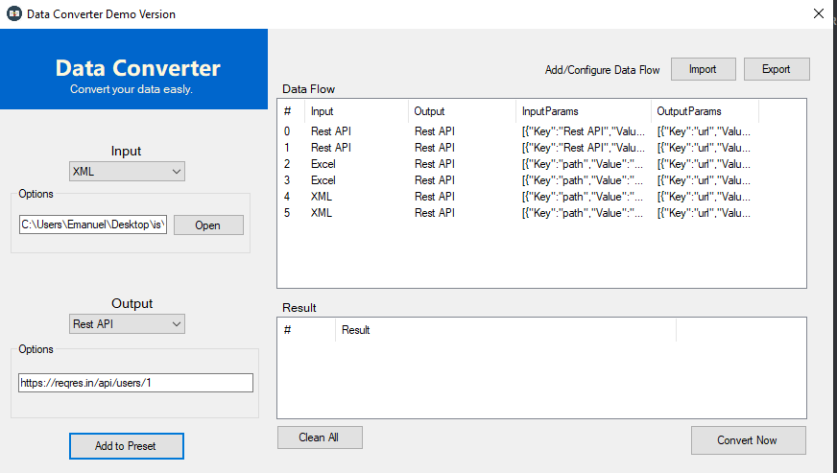 Data Converter Demo Version
Data Converter
Convert your data easily.
Input
XML
Options
C:\Users\Emanuel\Desktop\is\
Open
Output
Rest API
Options
https://reqres.in/api/users/1
Add to Preset
Add/Configure Data Flow
Import
Export
Data Flow
# Input Output InputParams OutputParams
0 Rest API Rest API [{"Key":"Rest API","Valu... [{"Key":"url","Valu...
1 Rest API Rest API [{"Key":"Rest API","Valu... [{"Key":"url","Valu...
2 Excel Rest API [{"Key":"path","Value":"... [{"Key":"url","Valu...
3 Excel Rest API [{"Key":"path","Value":"... [{"Key":"url","Valu...
4 XML Rest API [{"Key":"path","Value":"... [{"Key":"url","Valu...
5 XML Rest API [{"Key":"path","Value":"... [{"Key":"url","Valu...
Result
# Result
Clean All
Convert Now